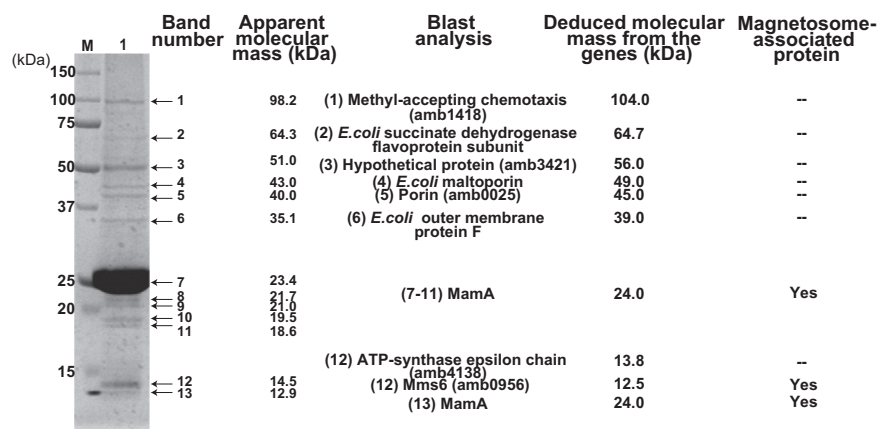 Band number Apparent molecular mass (kDa) Blast analysis Deduced molecular mass from the genes (kDa) Magnetosome-associated protein
M 1
(kDa)
150
100
75
50
37
25
20
15
1 98.2 (1) Methyl-accepting chemotaxis (amb1418) 104.0 --
2 64.3 (2) E.coli succinate dehydrogenase flavoprotein subunit 64.7 --
3 51.0 (3) Hypothetical protein (amb3421) 56.0 --
4 43.0 (4) E.coli maltoporin 49.0 --
5 40.0 (5) Porin (amb0025) 45.0 --
6 35.1 (6) E.coli outer membrane protein F 39.0 --
7 23.4
8 21.7
9 21.0
10 19.5
11 18.6
(7-11) MamA 24.0 Yes
(12) ATP-synthase epsilon chain (amb4138) 13.8 --
12 14.5 (12) Mms6 (amb0956) 12.5 Yes
13 12.9 (13) MamA 24.0 Yes